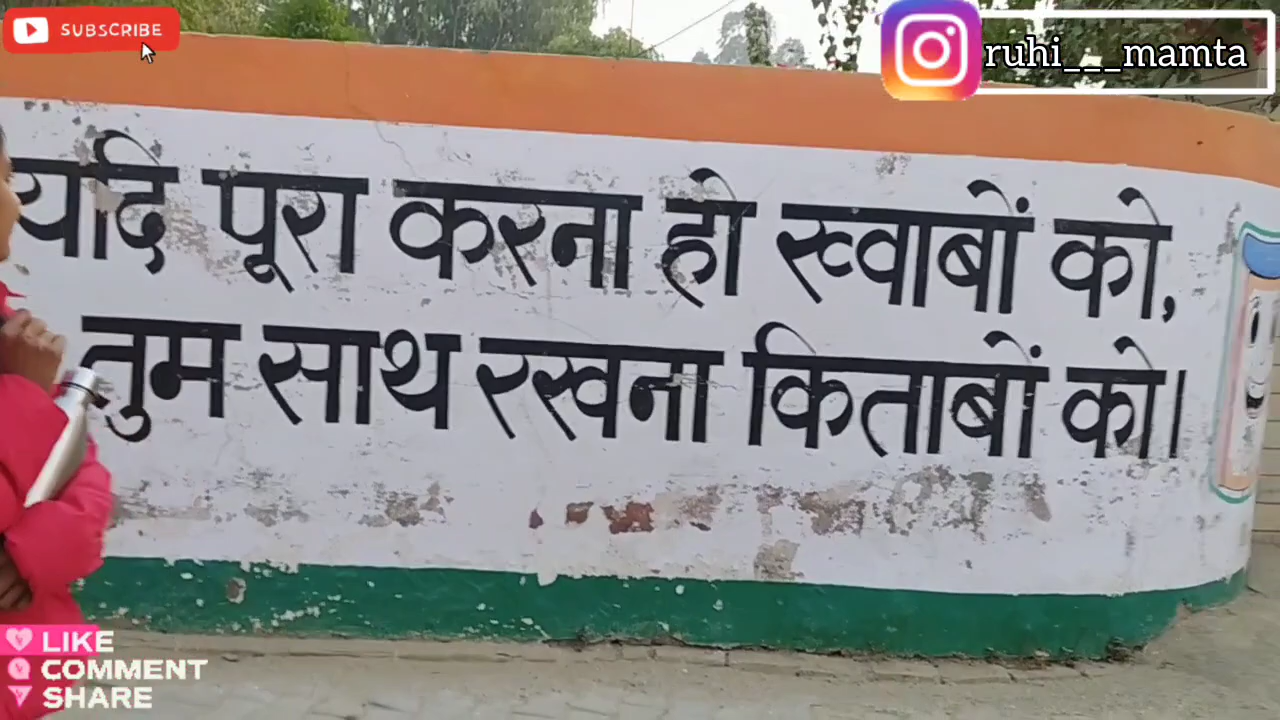 SUBSCRIBE
ruhi___mamta
यदि पूरा करना हो ख्वाबों को,
तुम साथ रखना किताबों को।
LIKE
COMMENT
SHARE